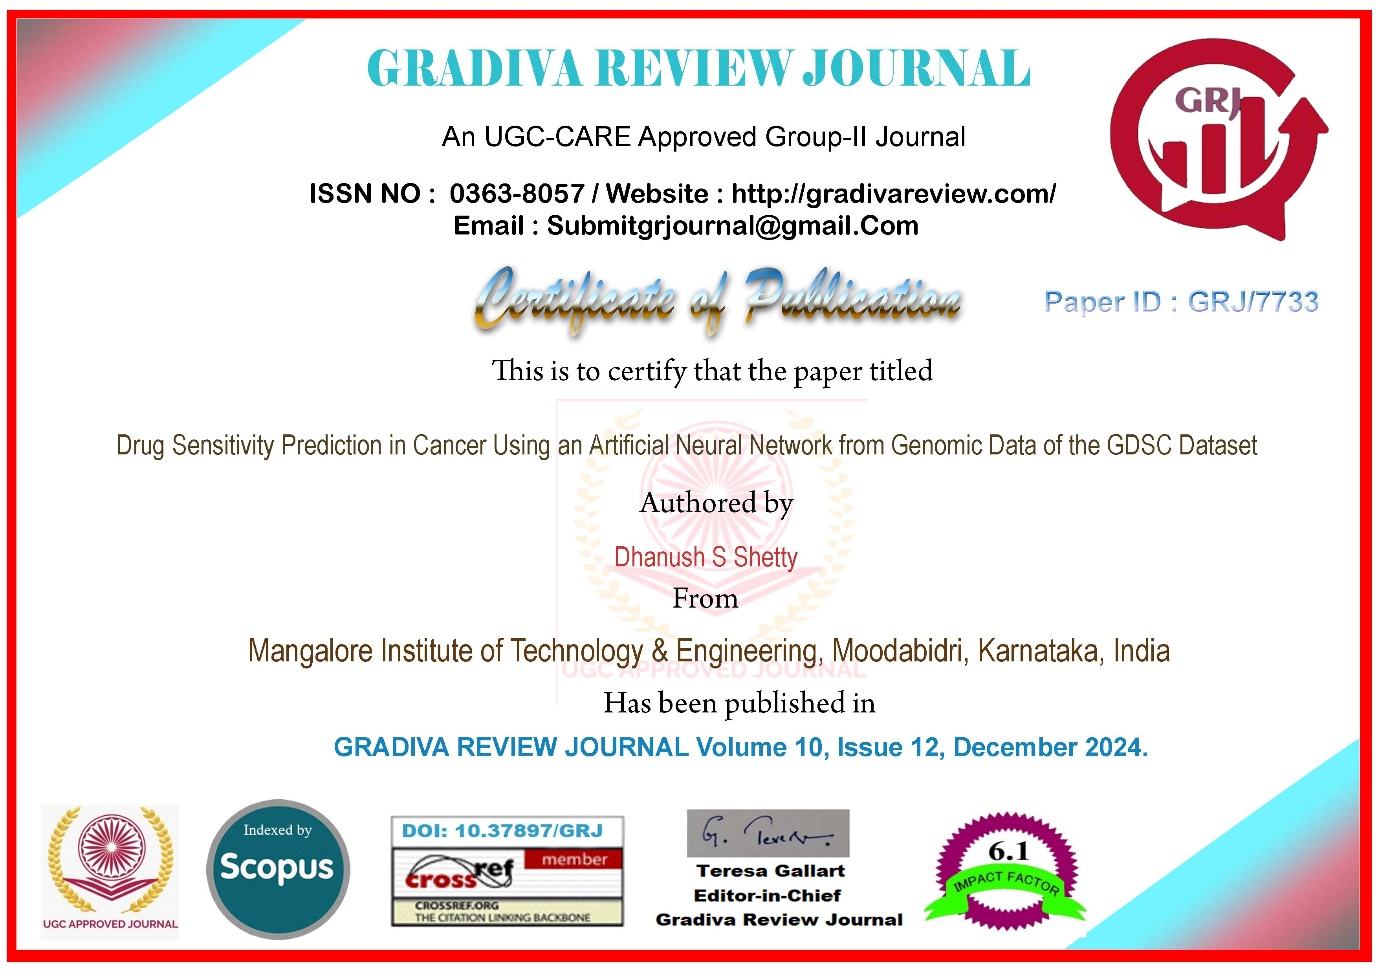 GRADIVA REVIEW JOURNAL
GRJ
An UGC-CARE Approved Group-II Journal
ISSN NO :  0363-8057 / Website : http://gradivareview.com/
Email : Submitgrjournal@gmail.Com
Certificate of Publication
Paper ID : GRJ/7733
This is to certify that the paper titled
Drug Sensitivity Prediction in Cancer Using an Artificial Neural Network from Genomic Data of the GDSC Dataset
Authored by
Dhanush S Shetty
From
Mangalore Institute of Technology & Engineering, Moodabidri, Karnataka, India
UGC APPROVED JOURNAL
Has been published in
GRADIVA REVIEW JOURNAL Volume 10, Issue 12, December 2024.
UGC APPROVED JOURNAL
Indexed by
Scopus
DOI: 10.37897/GRJ
crossref
member
CROSSREF.ORG
THE CITATION LINKING BACKBONE
Teresa Gallart
Editor-in-Chief
Gradiva Review Journal
6.1
IMPACT FACTOR